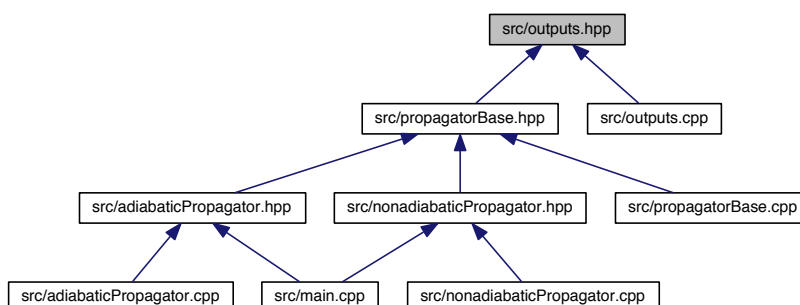 src/outputs.hpp
src/propagatorBase.hpp
src/outputs.cpp
src/adiabaticPropagator.hpp
src/nonadiabaticPropagator.hpp
src/propagatorBase.cpp
src/adiabaticPropagator.cpp
src/main.cpp
src/nonadiabaticPropagator.cpp